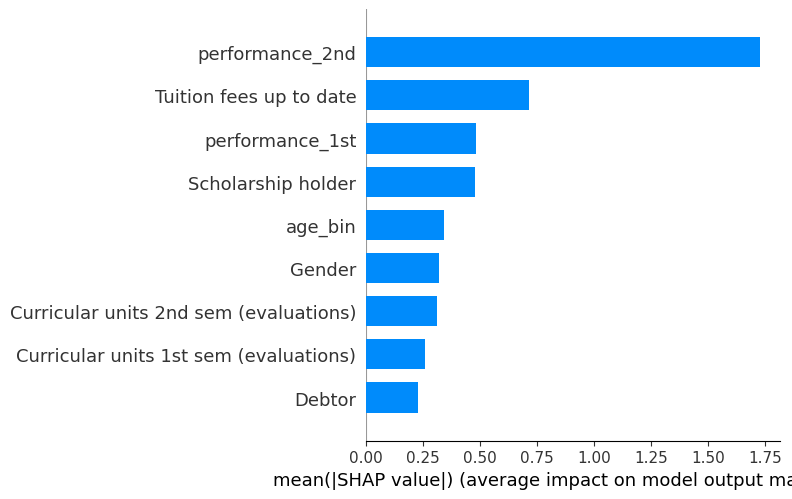 performance_2nd
Tuition fees up to date
performance_1st
Scholarship holder
age_bin
Gender
Curricular units 2nd sem (evaluations)
Curricular units 1st sem (evaluations)
Debtor
0.00 0.25 0.50 0.75 1.00 1.25 1.50 1.75
mean(|SHAP value|) (average impact on model output ma